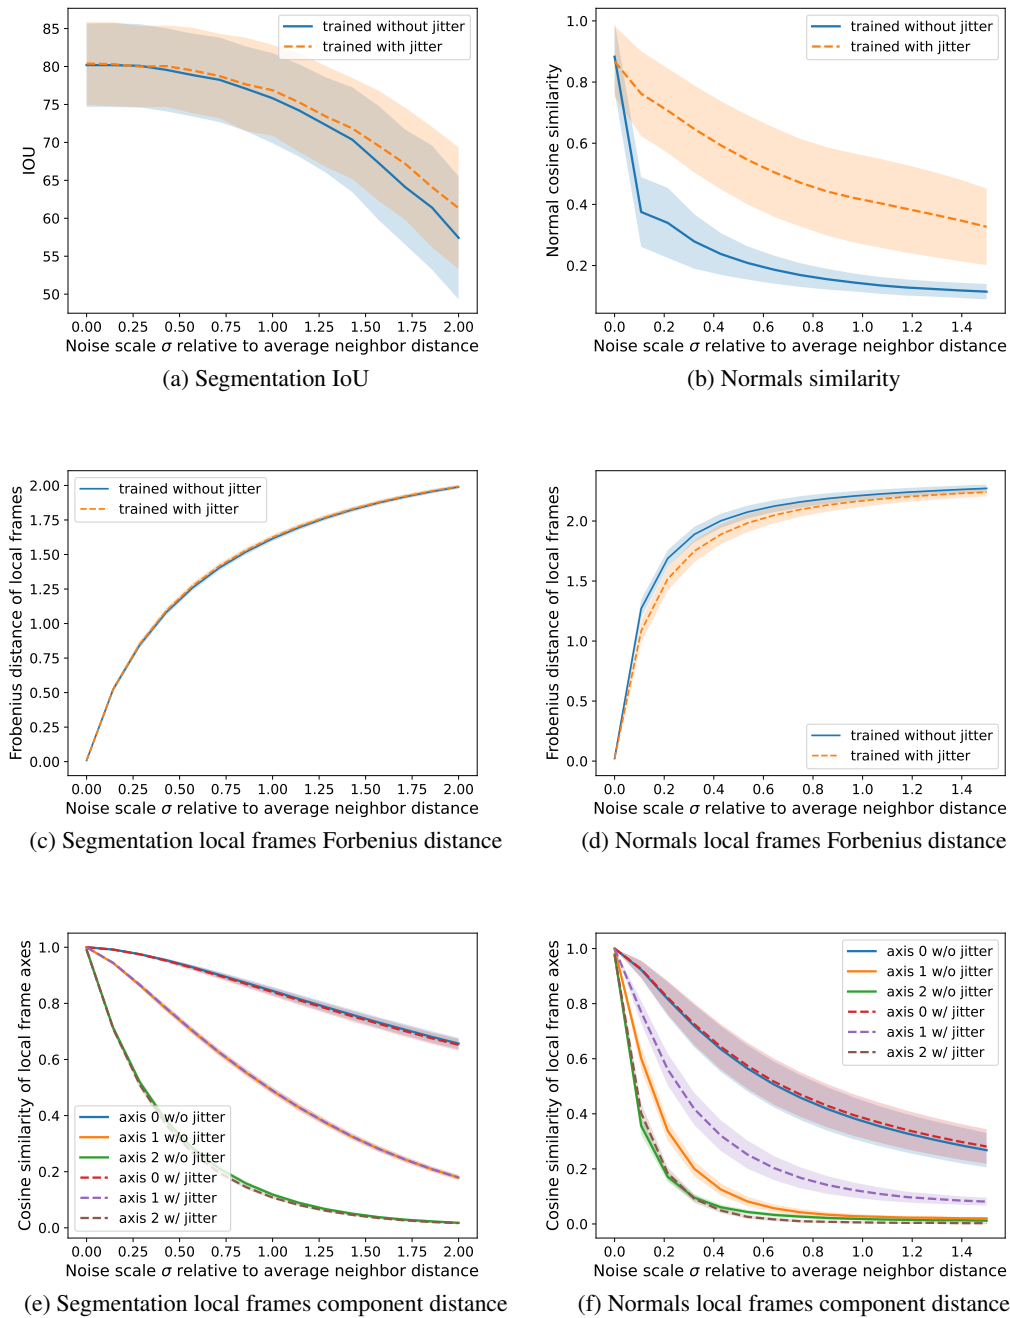 85
80
75
70
65
60
55
50
IOU
trained without jitter
trained with jitter
0.00 0.25 0.50 0.75 1.00 1.25 1.50 1.75 2.00
Noise scale σ relative to average neighbor distance
(a) Segmentation IoU
1.0
0.8
0.6
0.4
0.2
Normal cosine similarity
trained without jitter
trained with jitter
0.0 0.2 0.4 0.6 0.8 1.0 1.2 1.4
Noise scale σ relative to average neighbor distance
(b) Normals similarity
2.00
1.75
1.50
1.25
1.00
0.75
0.50
0.25
0.00
Frobenius distance of local frames
trained without jitter
trained with jitter
0.00 0.25 0.50 0.75 1.00 1.25 1.50 1.75 2.00
Noise scale σ relative to average neighbor distance
(c) Segmentation local frames Forbenius distance
2.0
1.5
1.0
0.5
0.0
Frobenius distance of local frames
trained without jitter
trained with jitter
0.0 0.2 0.4 0.6 0.8 1.0 1.2 1.4
Noise scale σ relative to average neighbor distance
(d) Normals local frames Forbenius distance
1.0
0.8
0.6
0.4
0.2
0.0
Cosine similarity of local frame axes
axis 0 w/o jitter
axis 1 w/o jitter
axis 2 w/o jitter
axis 0 w/ jitter
axis 1 w/ jitter
axis 2 w/ jitter
0.00 0.25 0.50 0.75 1.00 1.25 1.50 1.75 2.00
Noise scale σ relative to average neighbor distance
(e) Segmentation local frames component distance
1.0
0.8
0.6
0.4
0.2
0.0
Cosine similarity of local frame axes
axis 0 w/o jitter
axis 1 w/o jitter
axis 2 w/o jitter
axis 0 w/ jitter
axis 1 w/ jitter
axis 2 w/ jitter
0.0 0.2 0.4 0.6 0.8 1.0 1.2 1.4
Noise scale σ relative to average neighbor distance
(f) Normals local frames component distance